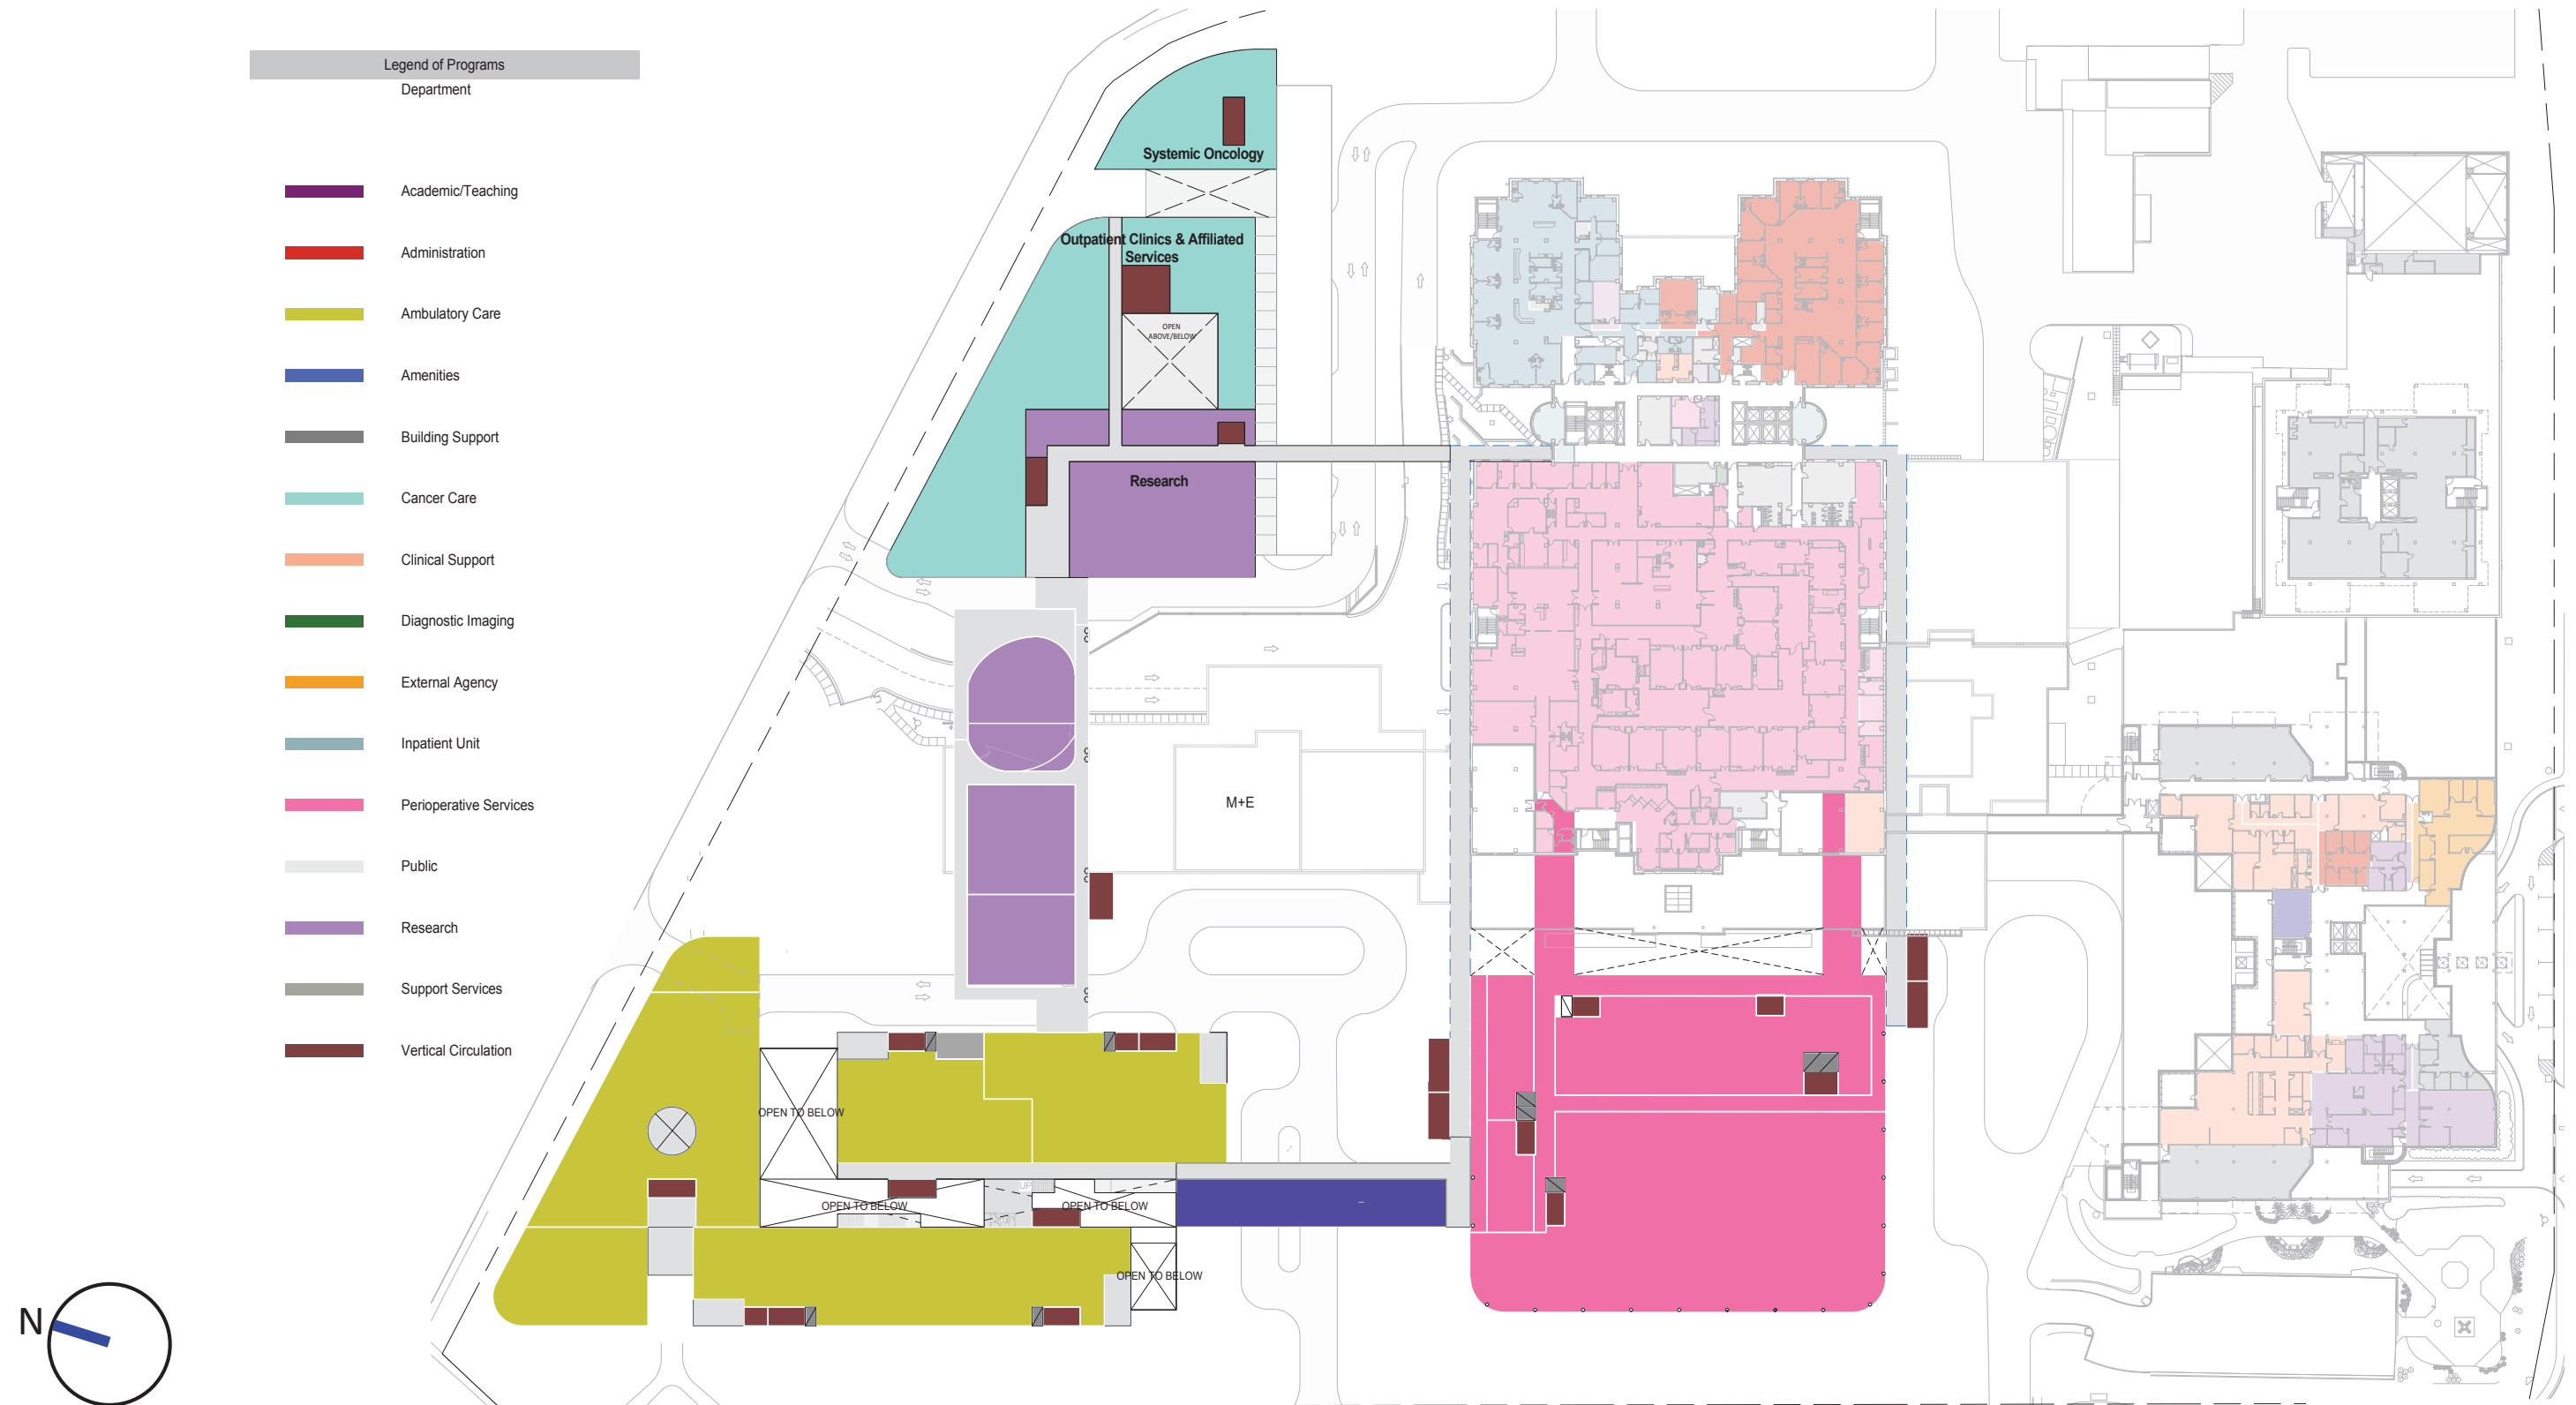 Legend of Programs
Department
Academic/Teaching
Administration
Ambulatory Care
Amenities
Building Support
Cancer Care
Clinical Support
Diagnostic Imaging
External Agency
Inpatient Unit
Perioperative Services
Public
Research
Support Services
Vertical Circulation
N
Systemic Oncology
Outpatient Clinics & Affiliated
Services
OPEN
ABOVE/BELOW
Research
M+E
OPEN TO BELOW
UP
OPEN TO BELOW
OPEN TO BELOW
OPEN TO BELOW